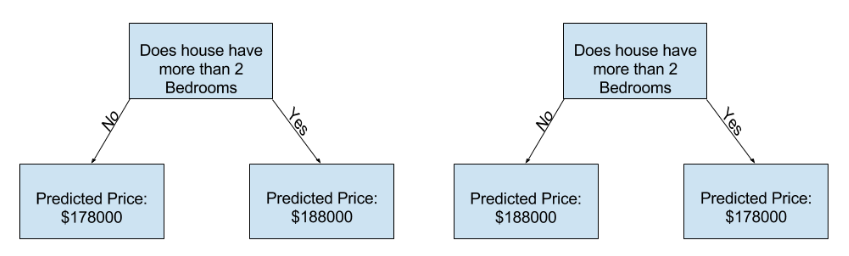 Does house have
more than 2
Bedrooms
No
Yes
Predicted Price:
$178000
Predicted Price:
$188000
Does house have
more than 2
Bedrooms
No
Yes
Predicted Price:
$188000
Predicted Price:
$178000